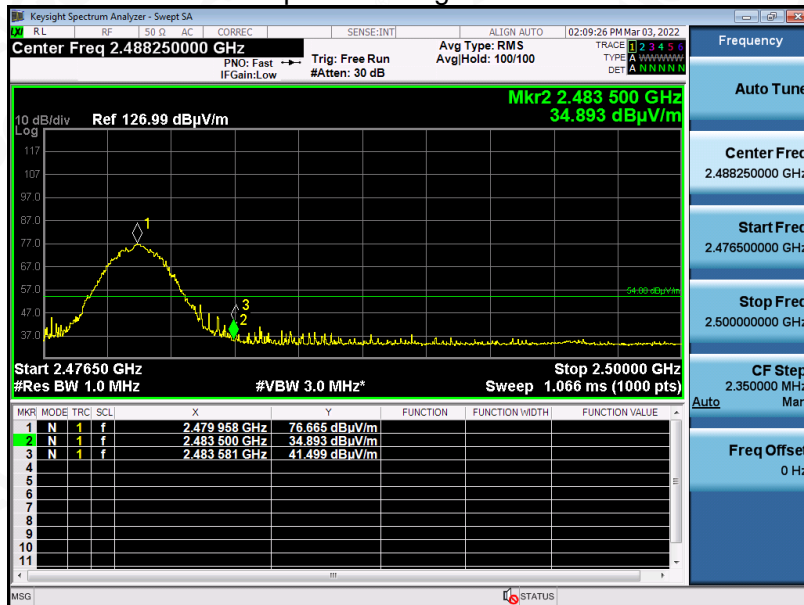 Keysight Spectrum Analyzer - Swept SA
RL RF 50 Ω AC CORREC SENSE:INT ALIGN AUTO 02:09:26 PM Mar 03, 2022
Center Freq 2.488250000 GHz
PNO: Fast
IFGain:Low
Trig: Free Run
#Atten: 30 dB
Avg Type: RMS
Avg|Hold: 100/100
TRACE 1 2 3 4 5 6
TYPE A WWWWW
DET A N N N N N
Frequency
Mkr2 2.483 500 GHz
34.893 dBµV/m
10 dB/div Ref 126.99 dBµV/m
Log
117
107
97.0
87.0
77.0
67.0
57.0
47.0
37.0
1
3
2
54.00 dBµV/m
Start 2.47650 GHz Stop 2.50000 GHz
#Res BW 1.0 MHz #VBW 3.0 MHz* Sweep 1.066 ms (1000 pts)
MKR MODE TRC SCL X Y FUNCTION FUNCTION WIDTH FUNCTION VALUE
1 N 1 f 2.479 958 GHz 76.665 dBµV/m
2 N 1 f 2.483 500 GHz 34.893 dBµV/m
3 N 1 f 2.483 581 GHz 41.499 dBµV/m
4
5
6
7
8
9
10
11
MSG STATUS
Auto Tune
Center Freq
2.488250000 GHz
Start Freq
2.476500000 GHz
Stop Freq
2.500000000 GHz
CF Step
2.350000 MHz
Auto Man
Freq Offset
0 Hz